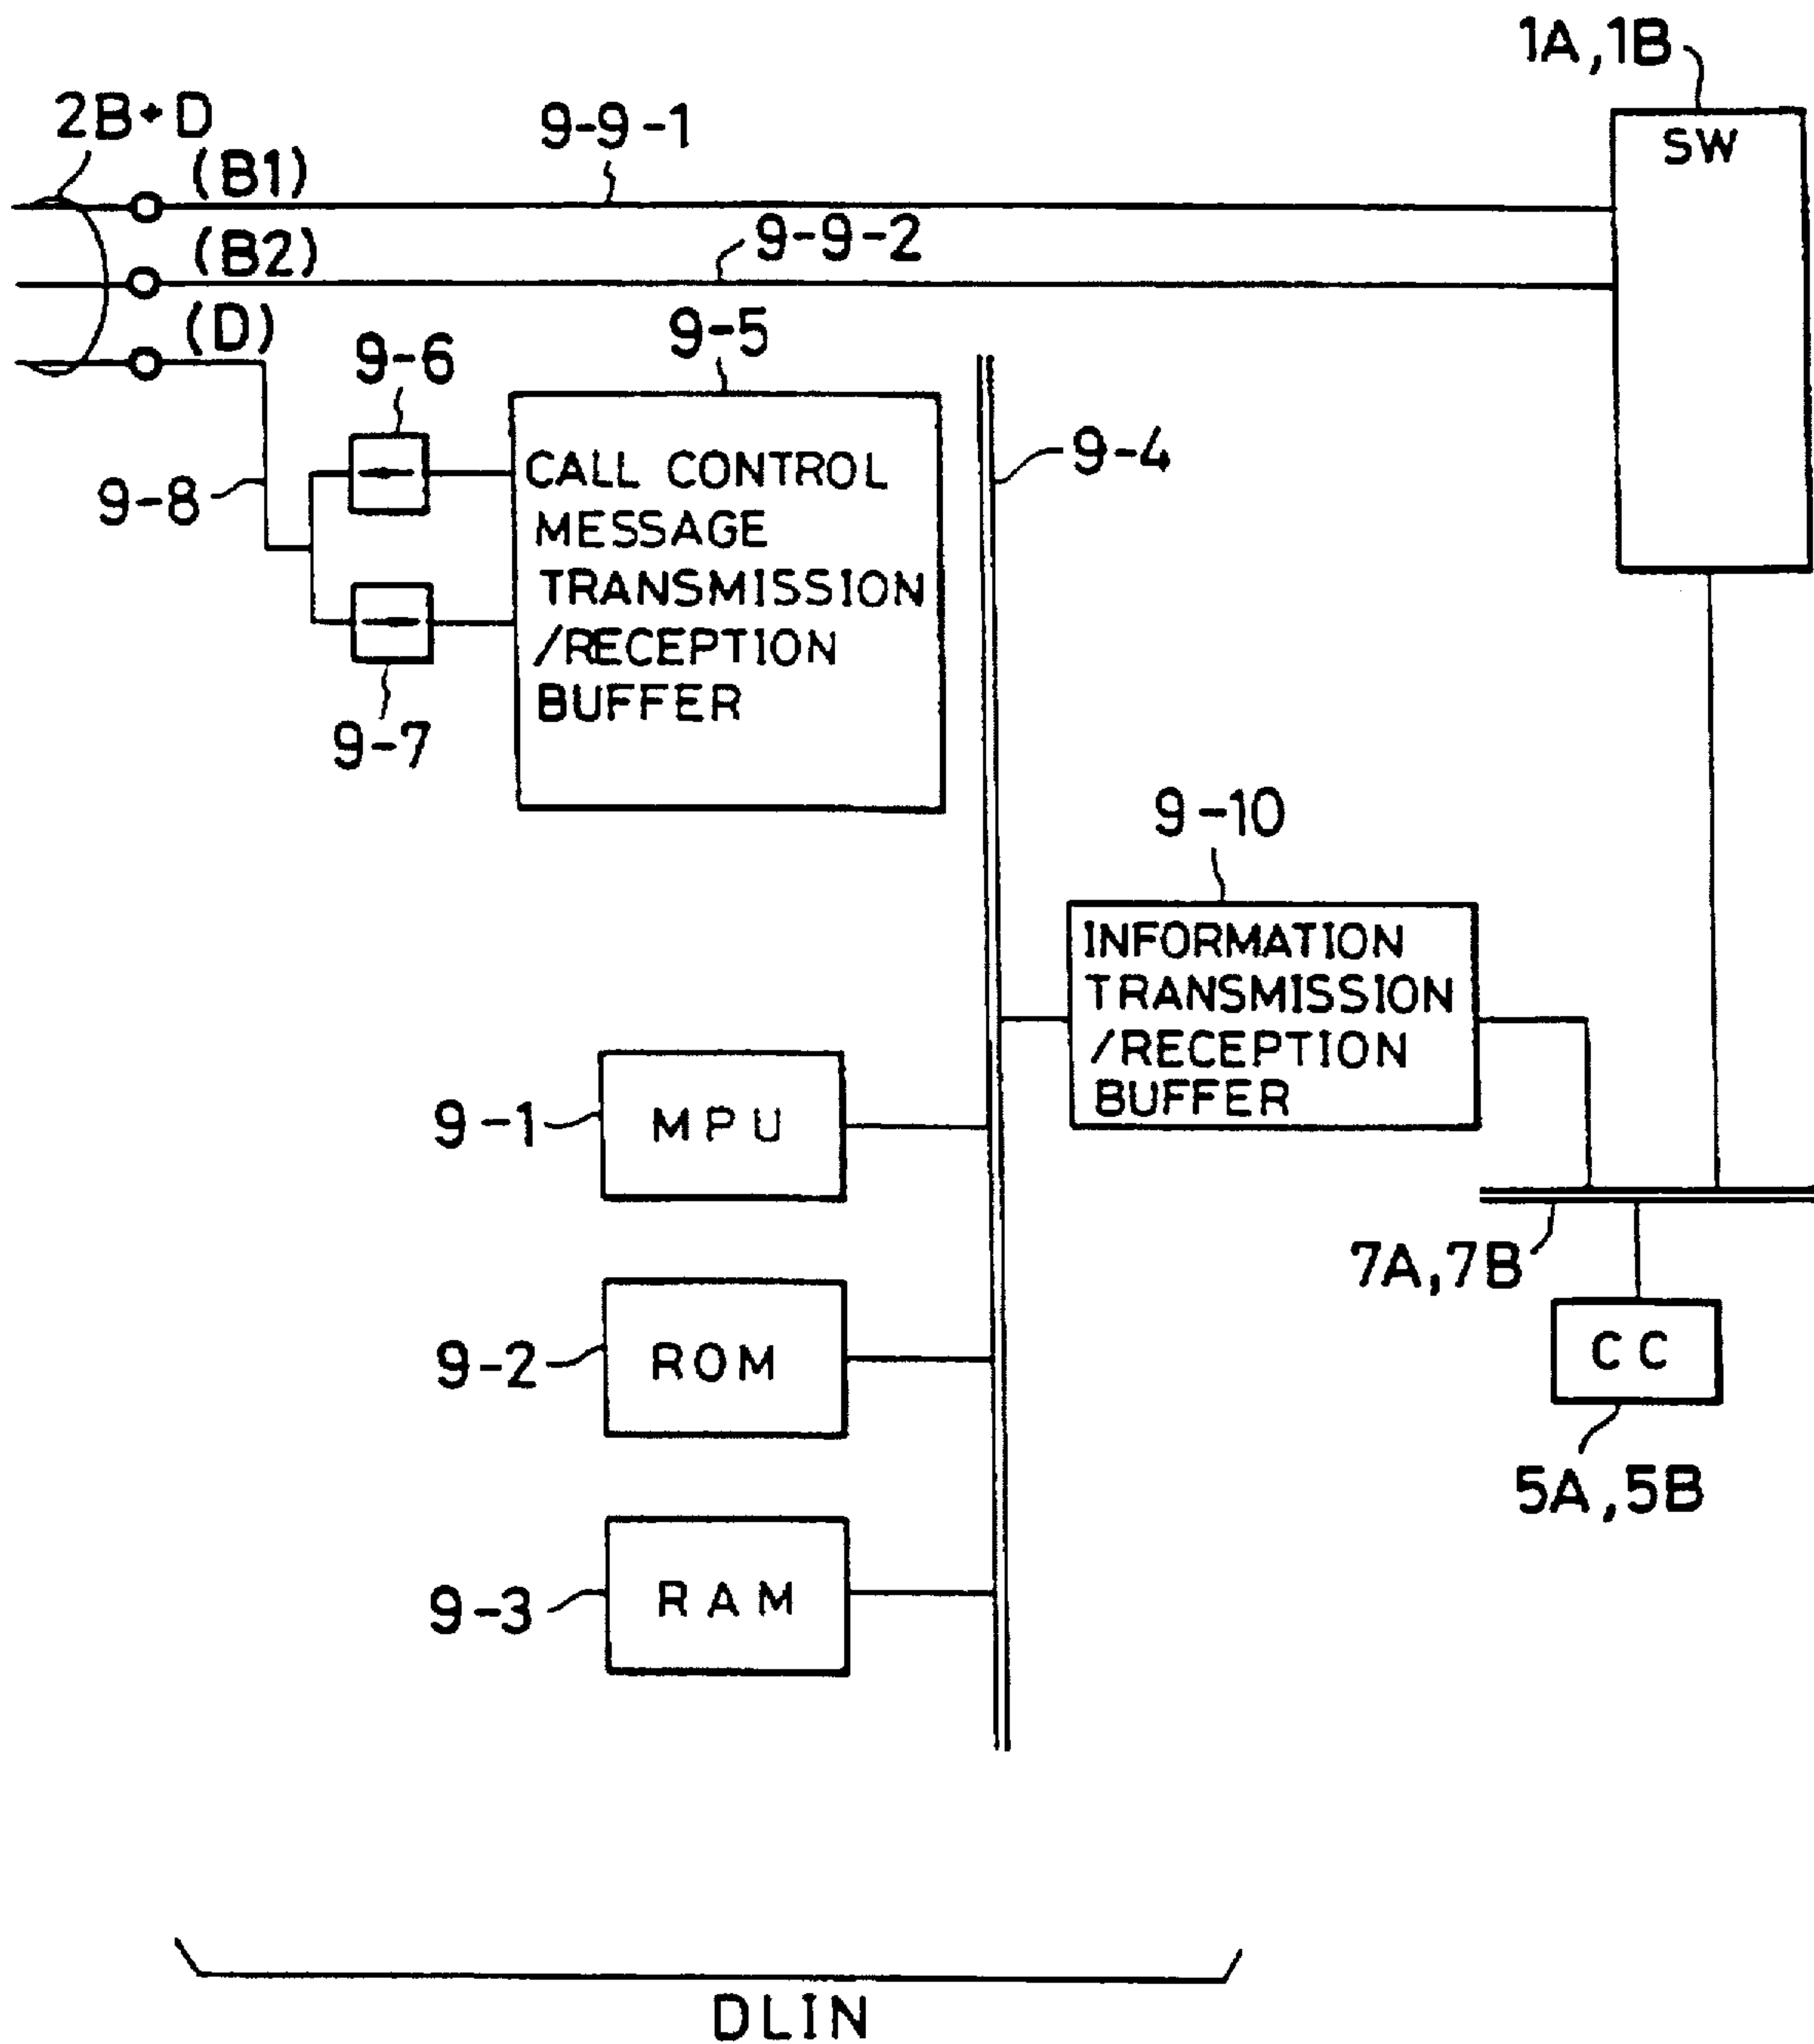 1A,1B
2B+D
(B1)
9-9-1
SW
(B2)
9-9-2
(D)
9-5
9-6
9-4
CALL CONTROL
MESSAGE
TRANSMISSION
/RECEPTION
BUFFER
9-8
9-7
9-10
INFORMATION
TRANSMISSION
/RECEPTION
BUFFER
9-1
MPU
7A,7B
9-2
ROM
CC
5A,5B
9-3
RAM
DLIN